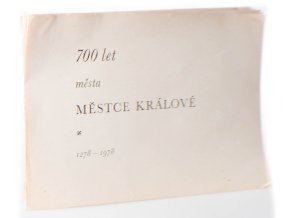 700 let
města
MĚSTCE KRÁLOVÉ
1278 – 1978